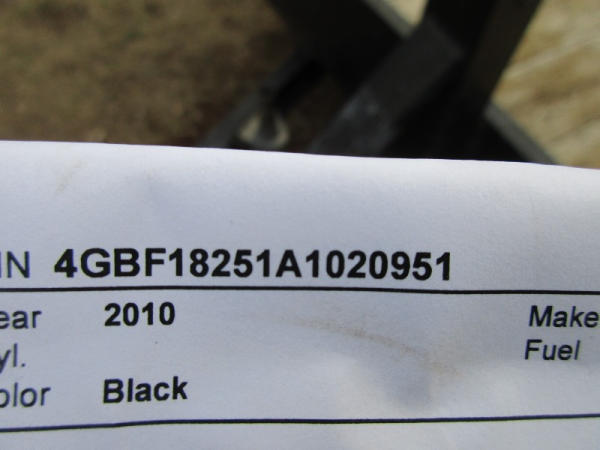 IN 4GBF18251A1020951
ear 2010 Make
yl. Fuel
olor Black